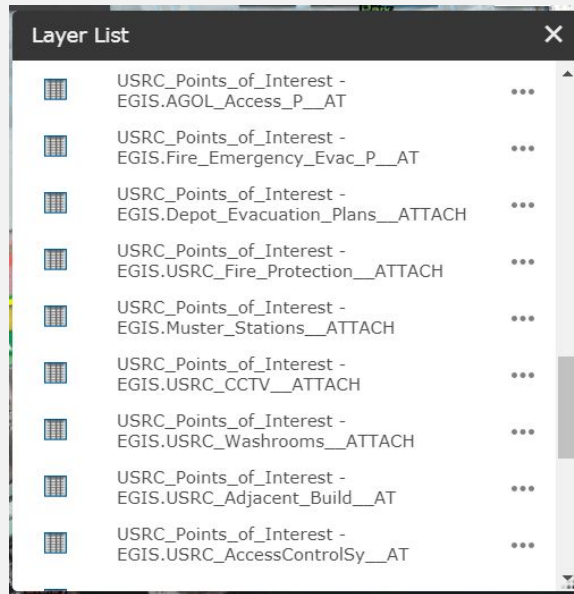 Park
Layer List
USRC_Points_of_Interest -
EGIS.AGOL_Access_P__AT
USRC_Points_of_Interest -
EGIS.Fire_Emergency_Evac_P__AT
USRC_Points_of_Interest -
EGIS.Depot_Evacuation_Plans__ATTACH
USRC_Points_of_Interest -
EGIS.USRC_Fire_Protection__ATTACH
USRC_Points_of_Interest -
EGIS.Muster_Stations__ATTACH
USRC_Points_of_Interest -
EGIS.USRC_CCTV__ATTACH
USRC_Points_of_Interest -
EGIS.USRC_Washrooms__ATTACH
USRC_Points_of_Interest -
EGIS.USRC_Adjacent_Build__AT
USRC_Points_of_Interest -
EGIS.USRC_AccessControlSy__AT